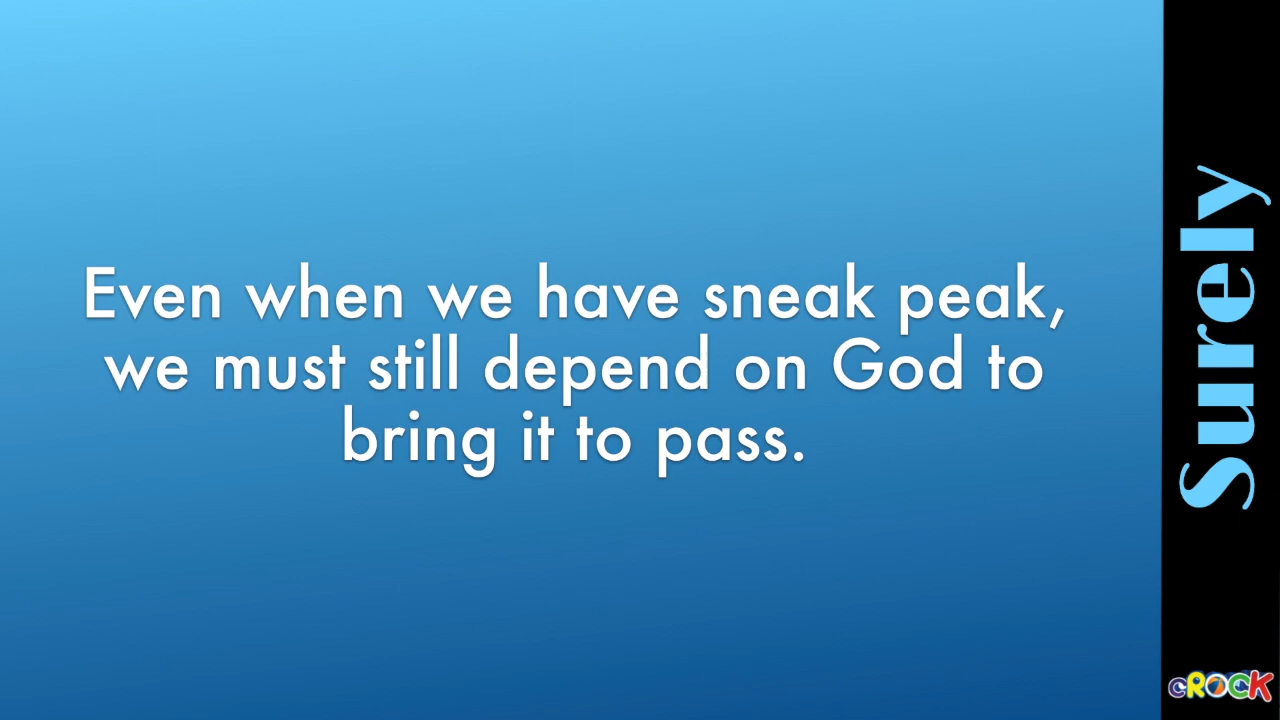 Even when we have sneak peak,
we must still depend on God to
bring it to pass.
Surely
cROCK